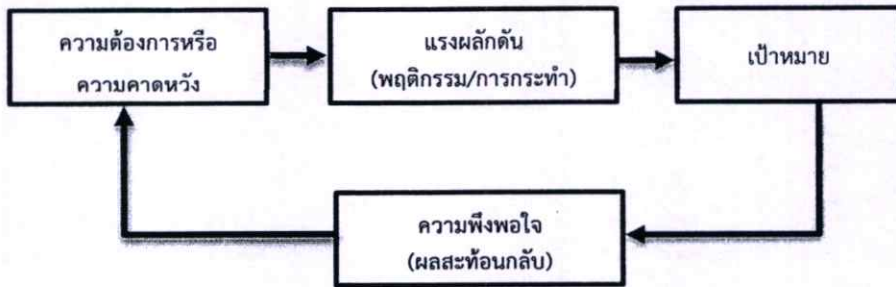 ความต้องการหรือ
ความคาดหวัง
แรงผลักดัน
(พฤติกรรม/การกระทำ)
เป้าหมาย
ความพึงพอใจ
(ผลสะท้อนกลับ)